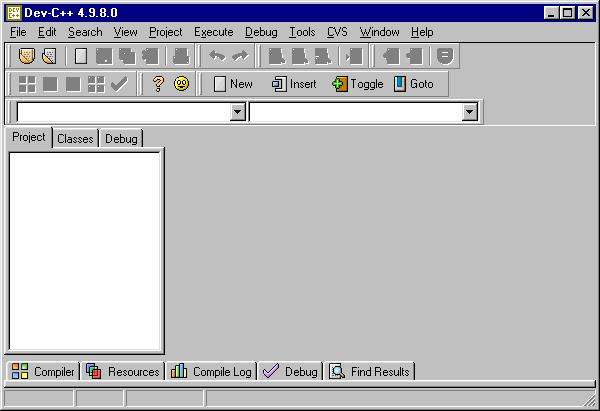 Dev-C++ 4.9.8.0
File Edit Search View Project Execute Debug Tools CVS Window Help
New Insert Toggle Goto
Project Classes Debug
Compiler Resources Compile Log Debug Find Results